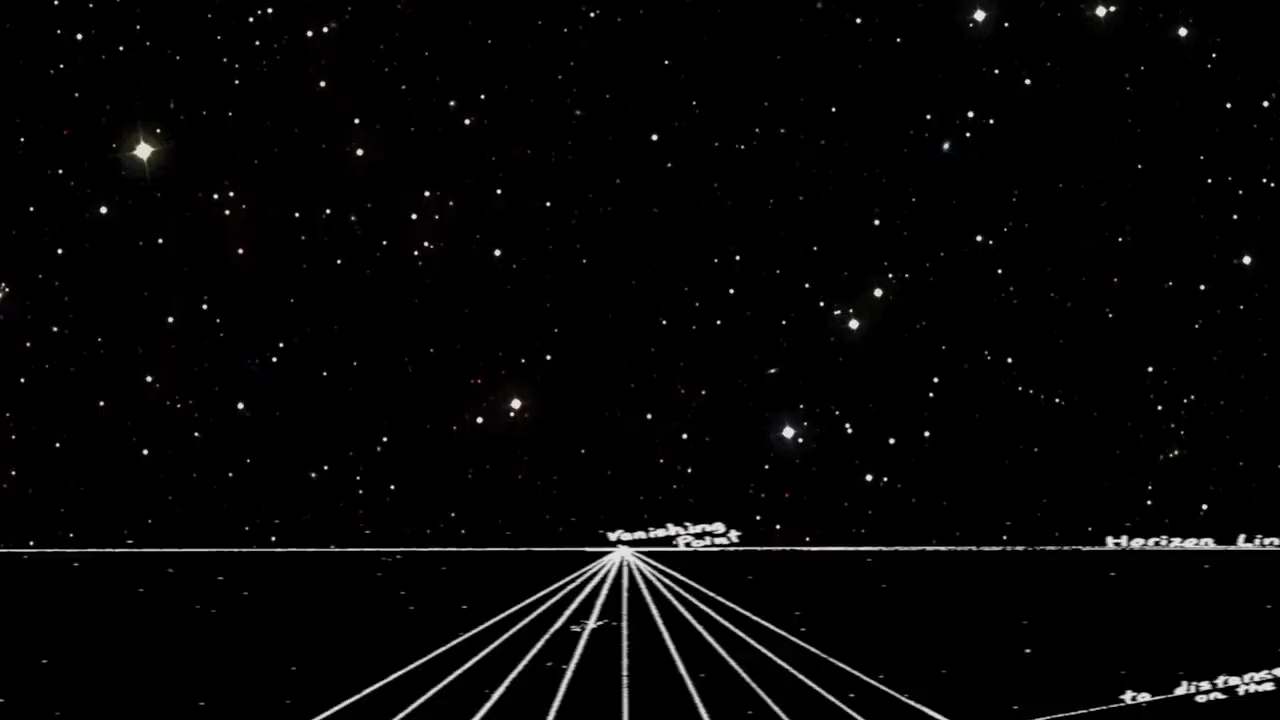 Vanishing
Point
Horizon Lin
to distance
on the